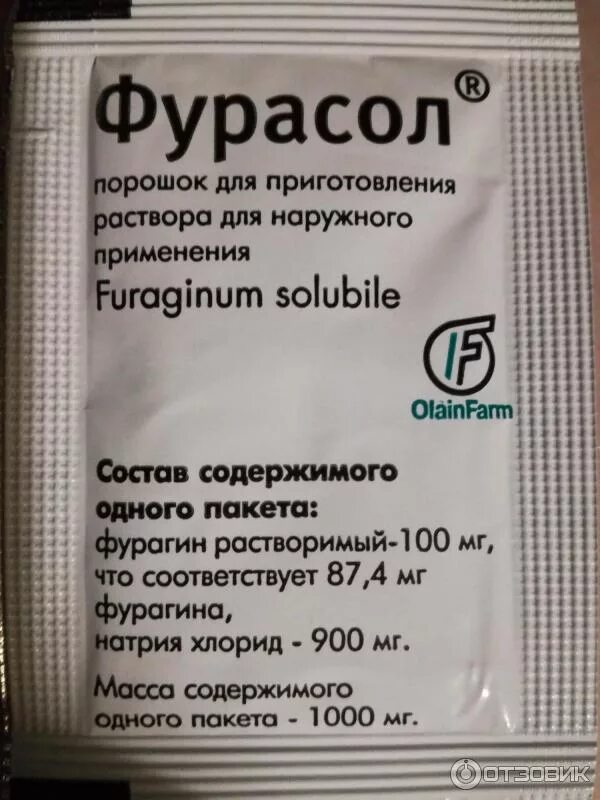 Фурасол®
порошок для приготовления
раствора для наружного
применения
Furaginum solubile
OlainFarm
Состав содержимого
одного пакета:
фурагин растворимый-100 мг,
что соответствует 87,4 мг
фурагина,
натрия хлорид - 900 мг.
Масса содержимого
одного пакета - 1000 мг.
ОТЗОВИК